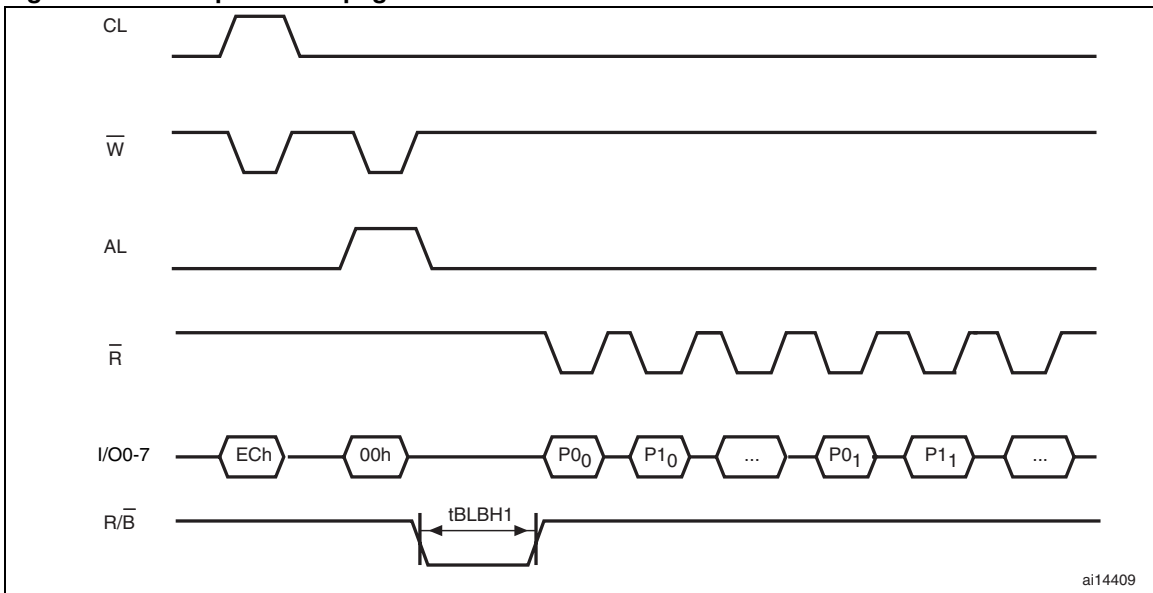 CL
W̅
AL
R̅
I/O0-7 ECh 00h P0₀ P1₀ ... P0₁ P1₁ ...
R/B̅ tBLBH1
ai14409